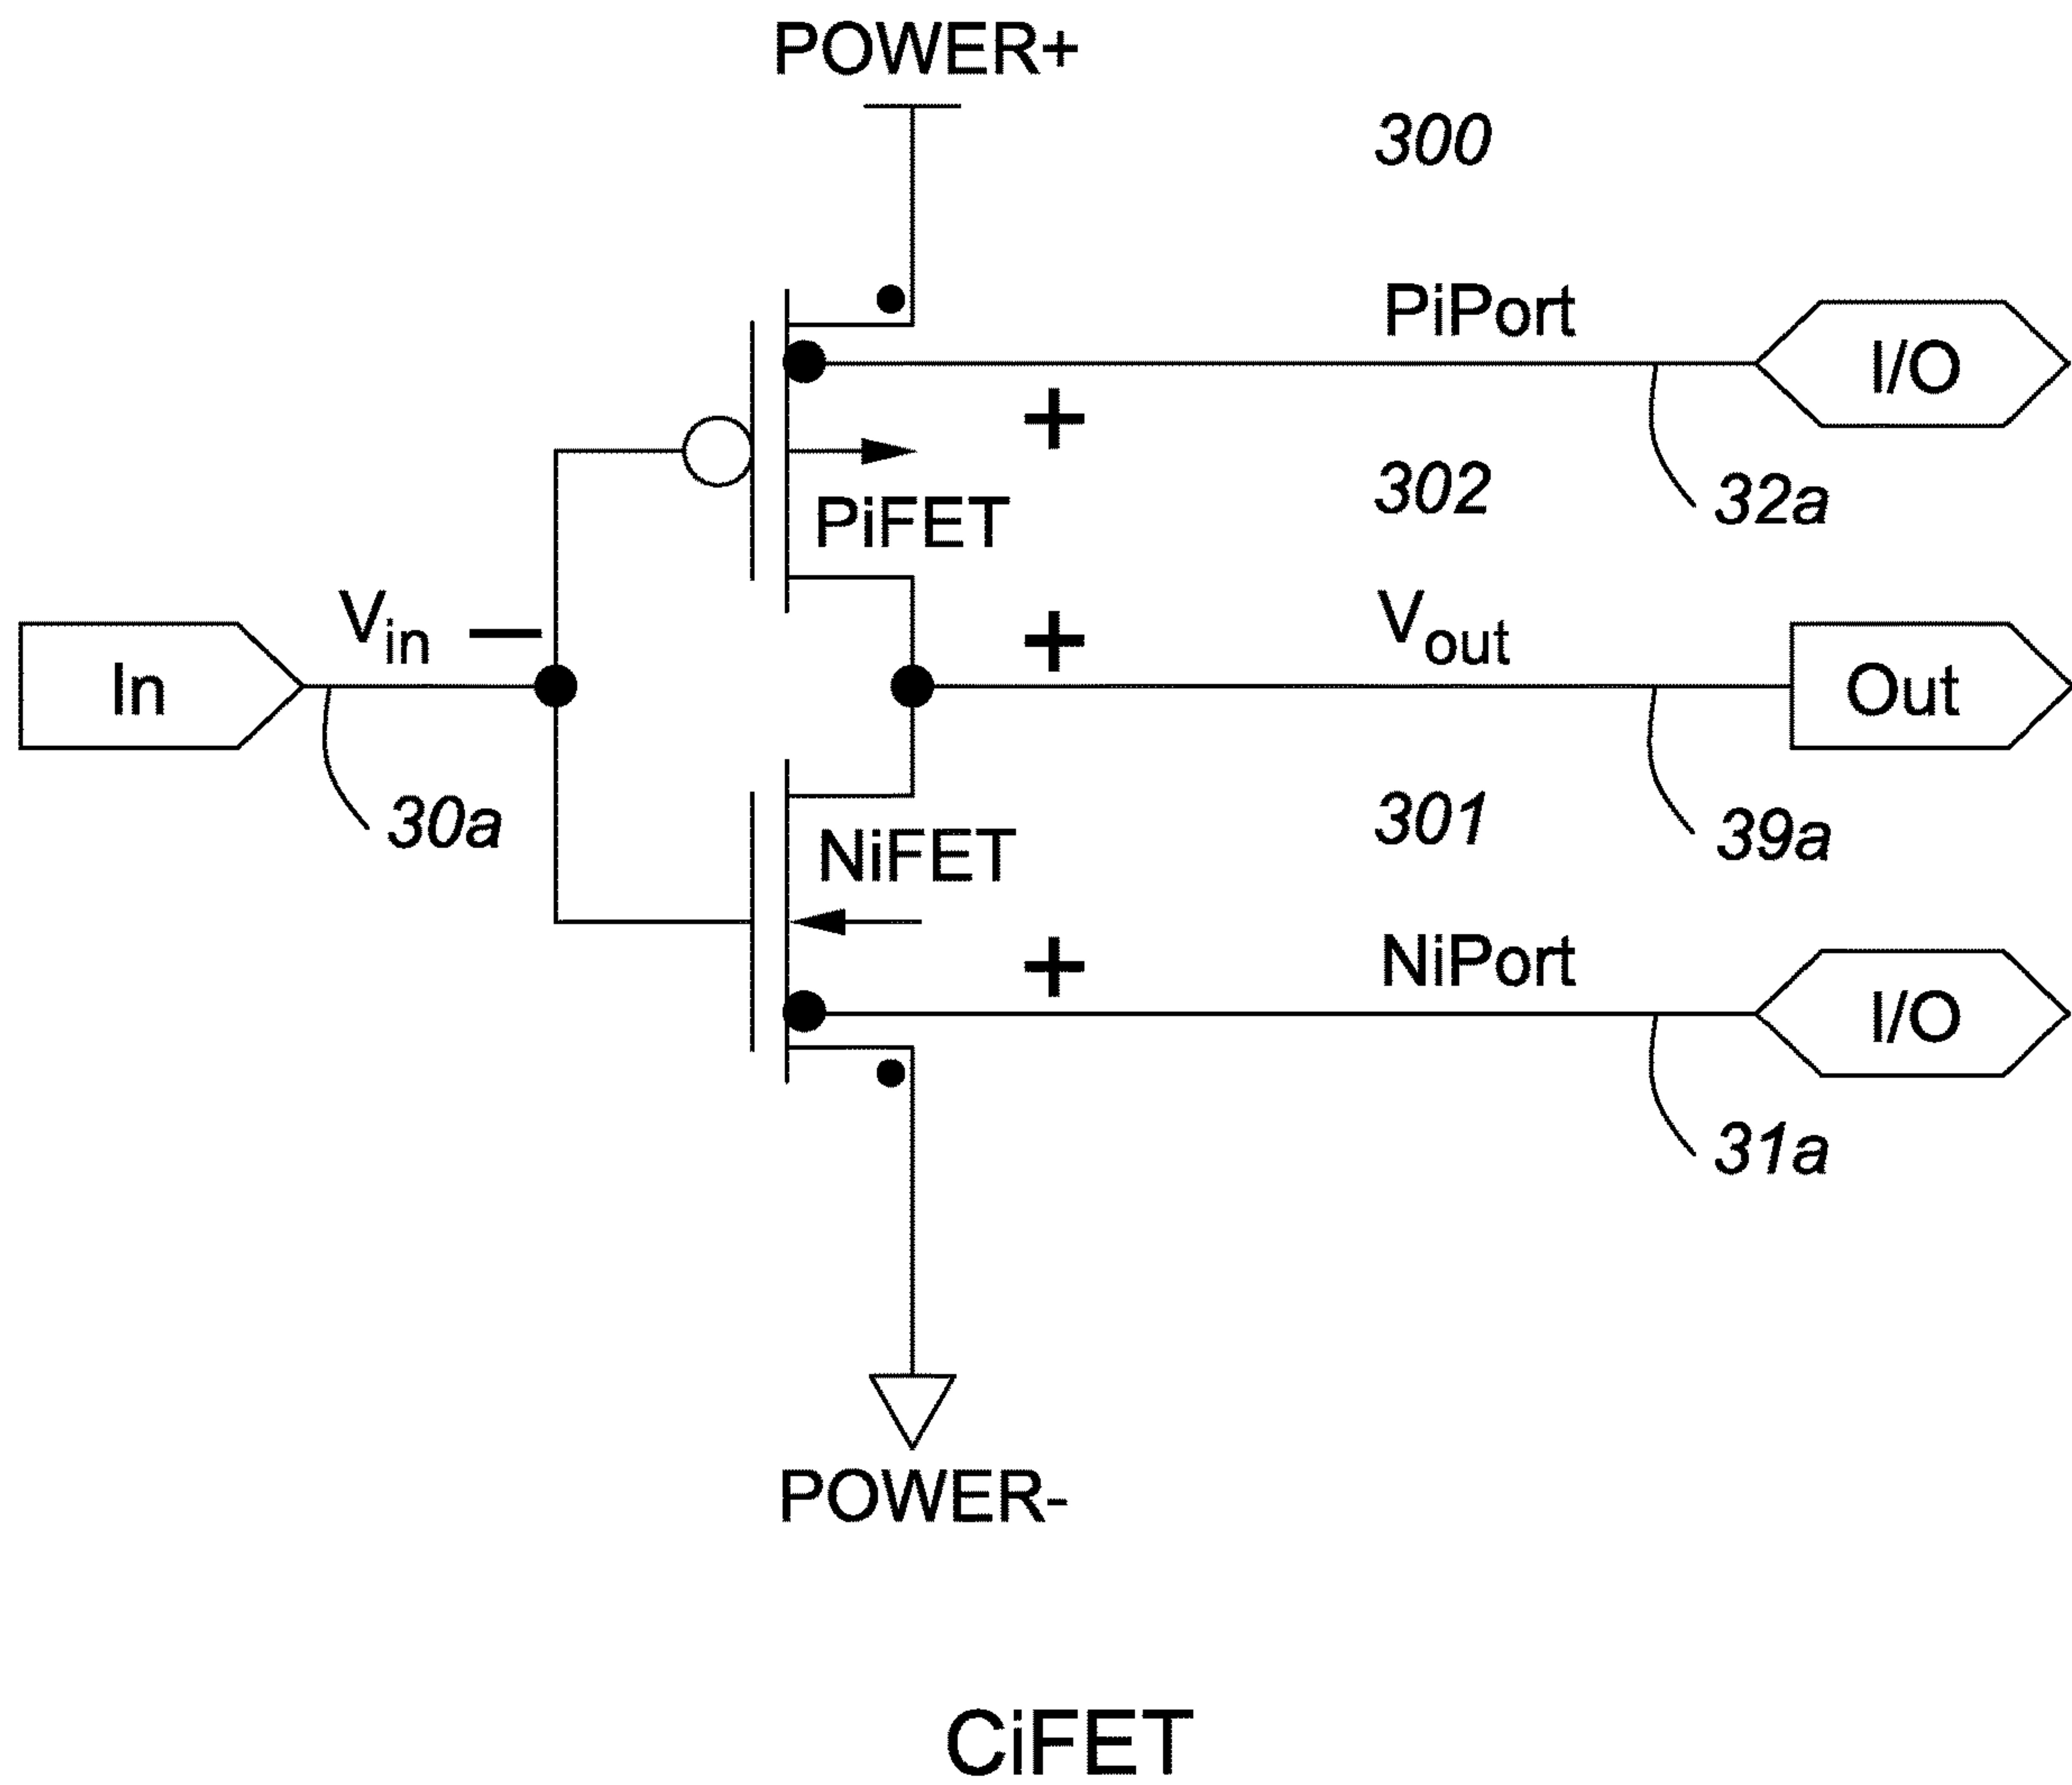 POWER+
300
PiPort
I/O
+
302
32a
PiFET
Vin
−
+
Vout
In
Out
30a
301
39a
NiFET
+
NiPort
I/O
31a
POWER-
CiFET